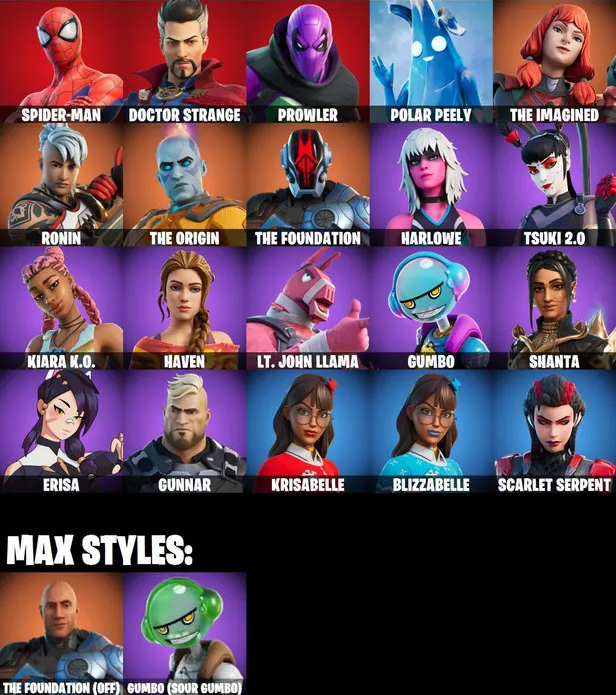 SPIDER-MAN
DOCTOR STRANGE
PROWLER
POLAR PEELY
THE IMAGINED
RONIN
THE ORIGIN
THE FOUNDATION
HARLOWE
TSUKI 2.0
KIARA K.O.
HAVEN
LT. JOHN LLAMA
GUMBO
SHANTA
ERISA
GUNNAR
KRISABELLE
BLIZZABELLE
SCARLET SERPENT
MAX STYLES:
THE FOUNDATION (OFF)
GUMBO (SOUR GUMBO)